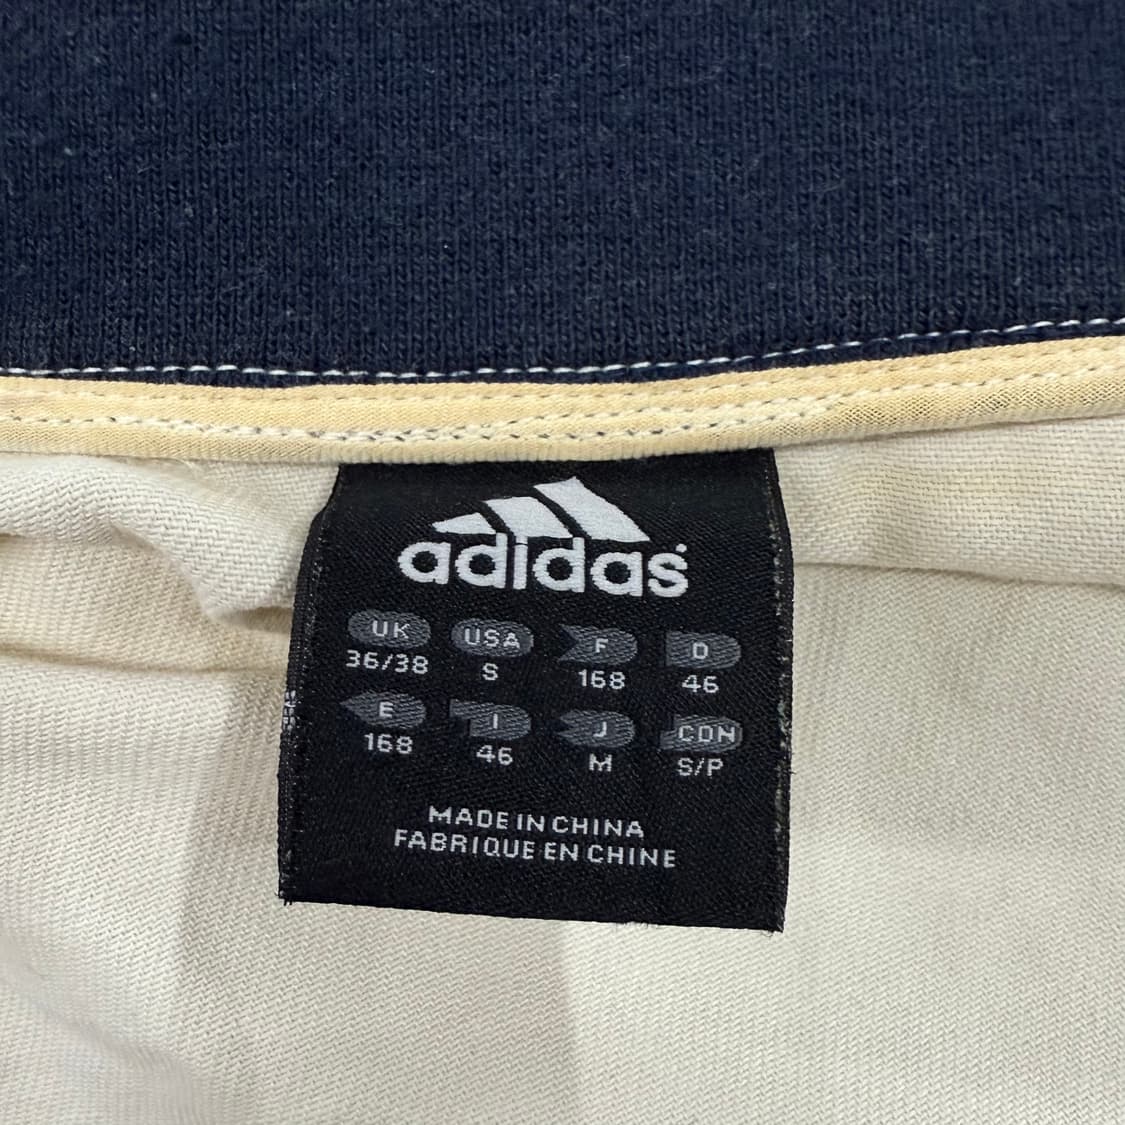 adidas
UK USA F D
36/38 S 168 46
E I J CDN
168 46 M S/P
MADE IN CHINA
FABRIQUE EN CHINE